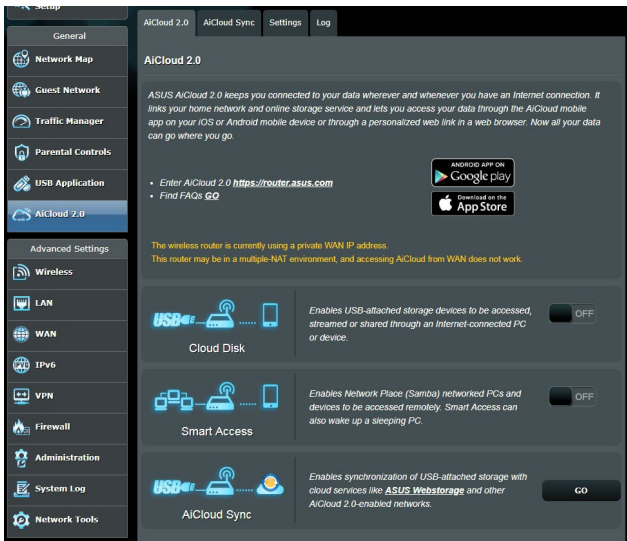 Setup
General
Network Map
Guest Network
Traffic Manager
Parental Controls
USB Application
AiCloud 2.0
Advanced Settings
Wireless
LAN
WAN
IPv6
VPN
Firewall
Administration
System Log
Network Tools
AiCloud 2.0 AiCloud Sync Settings Log
AiCloud 2.0
ASUS AiCloud 2.0 keeps you connected to your data wherever and whenever you have an Internet connection. It
links your home network and online storage service and lets you access your data through the AiCloud mobile
app on your iOS or Android mobile device or through a personalized web link in a web browser. Now all your data
can go where you go.
Enter AiCloud 2.0 https://router.asus.com
Find FAQs GO
ANDROID APP ON
Google play
Download on the
App Store
The wireless router is currently using a private WAN IP address.
This router may be in a multiple-NAT environment, and accessing AiCloud from WAN does not work.
USB
Cloud Disk
Enables USB-attached storage devices to be accessed,
streamed or shared through an Internet-connected PC
or device.
OFF
Smart Access
Enables Network Place (Samba) networked PCs and
devices to be accessed remotely. Smart Access can
also wake up a sleeping PC.
OFF
USB
AiCloud Sync
Enables synchronization of USB-attached storage with
cloud services like ASUS Webstorage and other
AiCloud 2.0-enabled networks.
GO